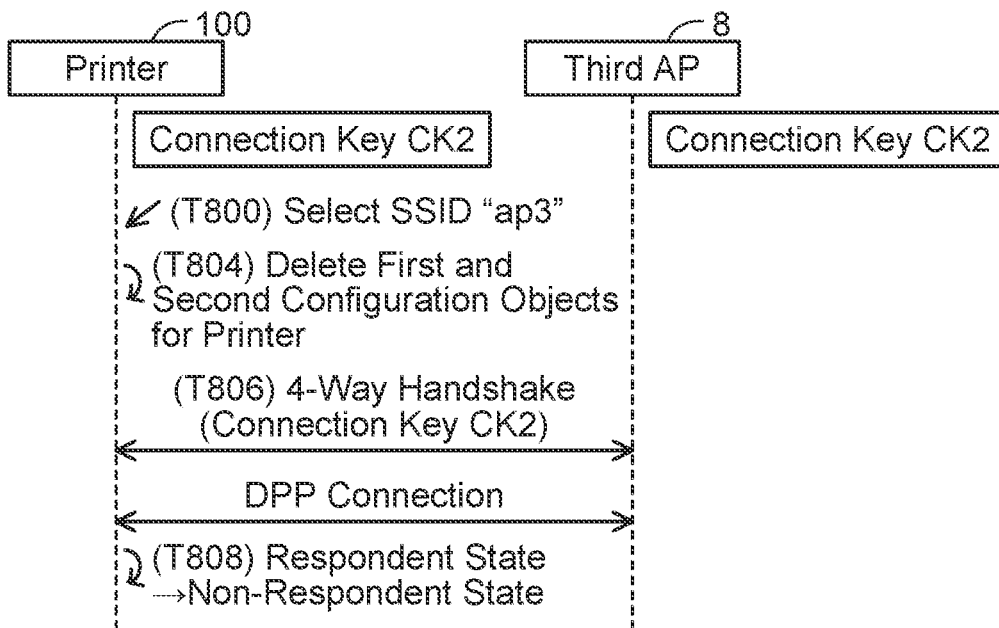 100
8
Printer
Third AP
Connection Key CK2
Connection Key CK2
(T800) Select SSID “ap3”
(T804) Delete First and
Second Configuration Objects
for Printer
(T806) 4-Way Handshake
(Connection Key CK2)
DPP Connection
(T808) Respondent State
→Non-Respondent State